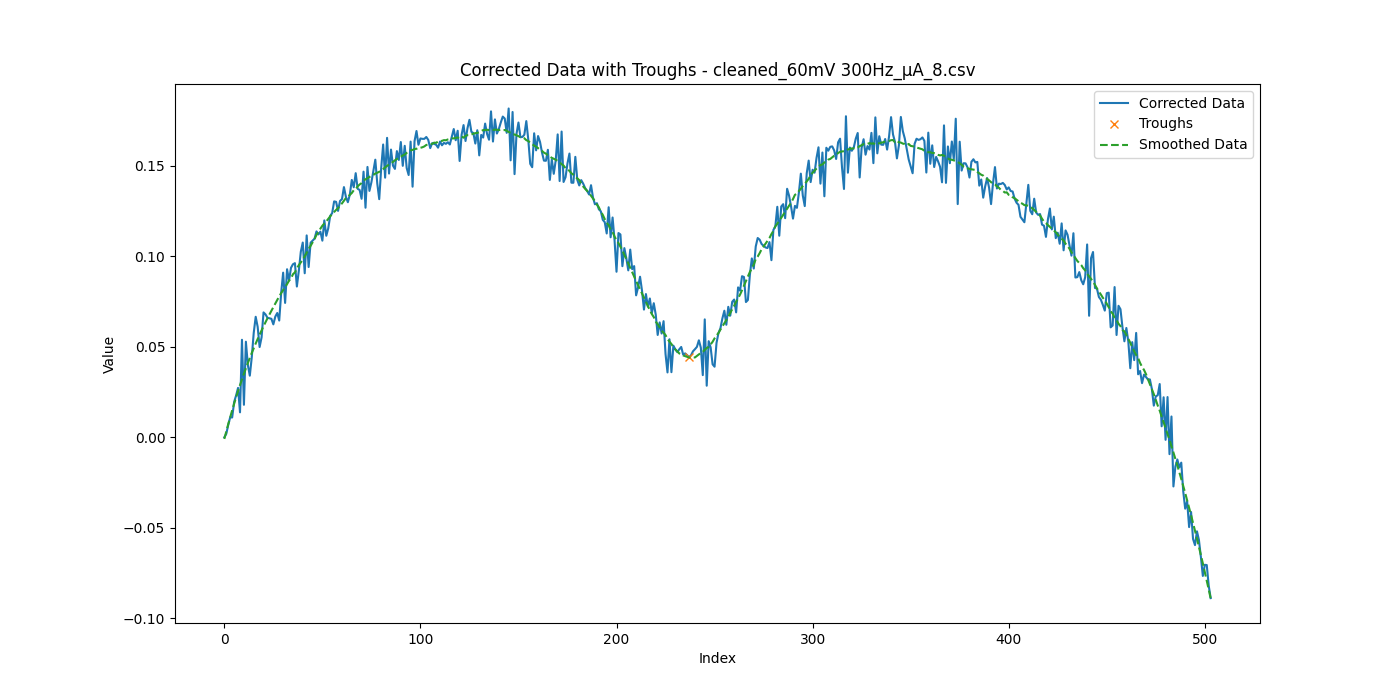 Corrected Data with Troughs - cleaned_60mV 300Hz_µA_8.csv
Corrected Data
Troughs
Smoothed Data
Value
0.15
0.10
0.05
0.00
−0.05
−0.10
0
100
200
300
400
500
Index